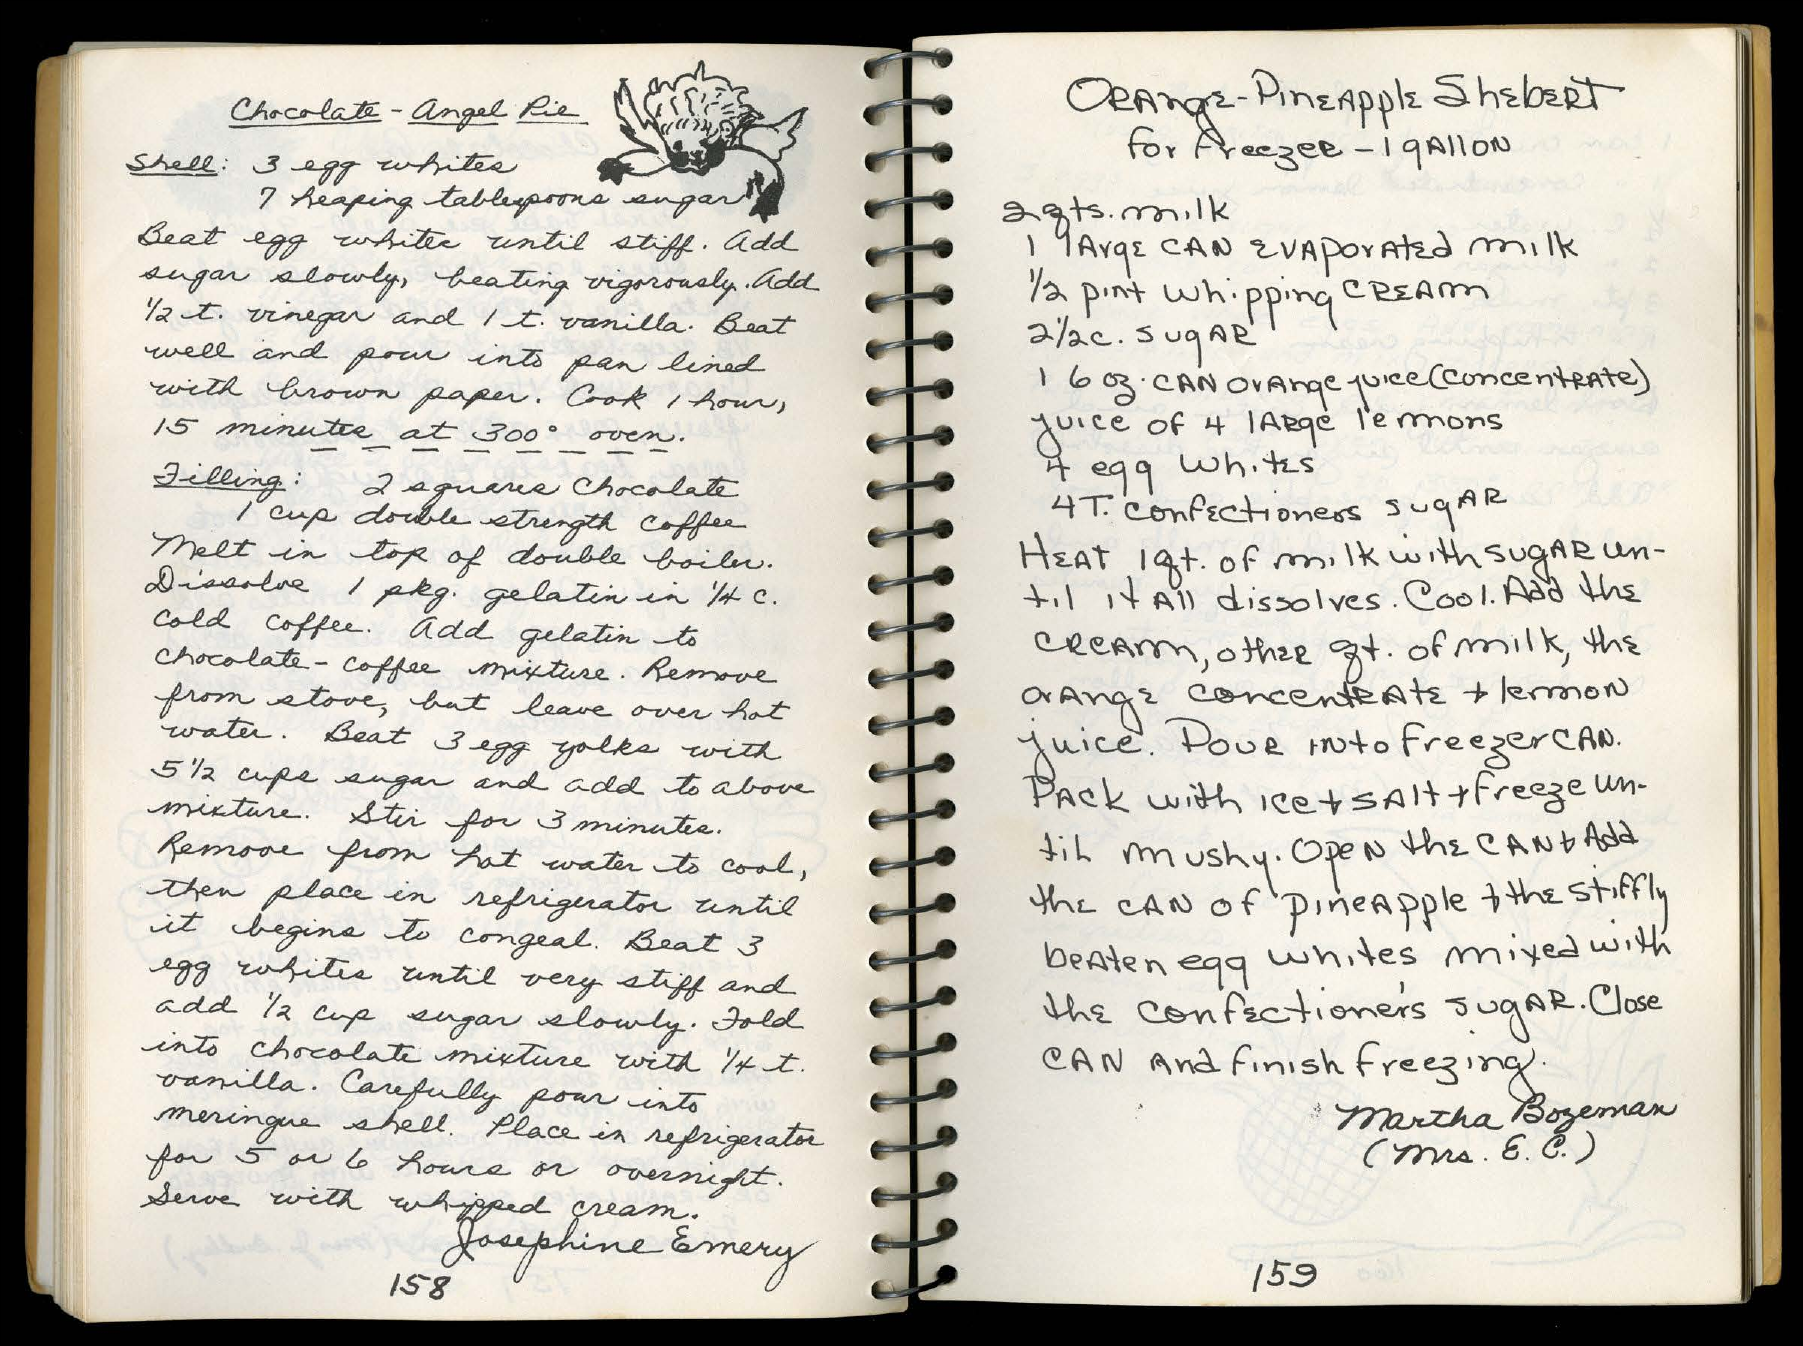 Chocolate - Angel Pie
Shell: 3 egg whites
7 heaping tablespoons sugar
Beat egg whites until stiff. Add
sugar slowly, beating vigorously. Add
1/2 t. vinegar and 1 t. vanilla. Beat
well and pour into pan lined
with brown paper. Cook 1 hour,
15 minutes at 300° oven.
Filling: 2 squares Chocolate
1 cup double strength coffee
Melt in top of double boiler.
Dissolve 1 pkg. gelatin in 1/4 c.
cold coffee. Add gelatin to
chocolate - coffee mixture. Remove
from stove, but leave over hot
water. Beat 3 egg yolks with
5 1/2 cups sugar and add to above
mixture. Stir for 3 minutes.
Remove from hot water to cool,
then place in refrigerator until
it begins to congeal. Beat 3
egg whites until very stiff and
add 1/2 cup sugar slowly. Fold
into chocolate mixture with 1/4 t.
vanilla. Carefully pour into
meringue shell. Place in refrigerator
for 5 or 6 hours or overnight.
Serve with whipped cream.
Josephine Emery
158
Orange-Pineapple Shebert
for Freezer - 1 gallon
2 qts. milk
1 large can evaporated milk
1/2 pint whipping cream
2 1/2 c. sugar
1 6 oz. can orange juice (concentrate)
juice of 4 large lemons
4 egg whites
4 T. confectioners sugar
Heat 1 qt. of milk with sugar un-
til it all dissolves. Cool. Add the
cream, other qt. of milk, the
orange concentrate + lemon
juice. Pour into freezer can.
Pack with ice + salt + freeze un-
til mushy. Open the can + Add
the can of pineapple + the stiffly
beaten egg whites mixed with
the confectioner's sugar. Close
can and finish freezing.
Martha Bozeman
(Mrs. E. C.)
159